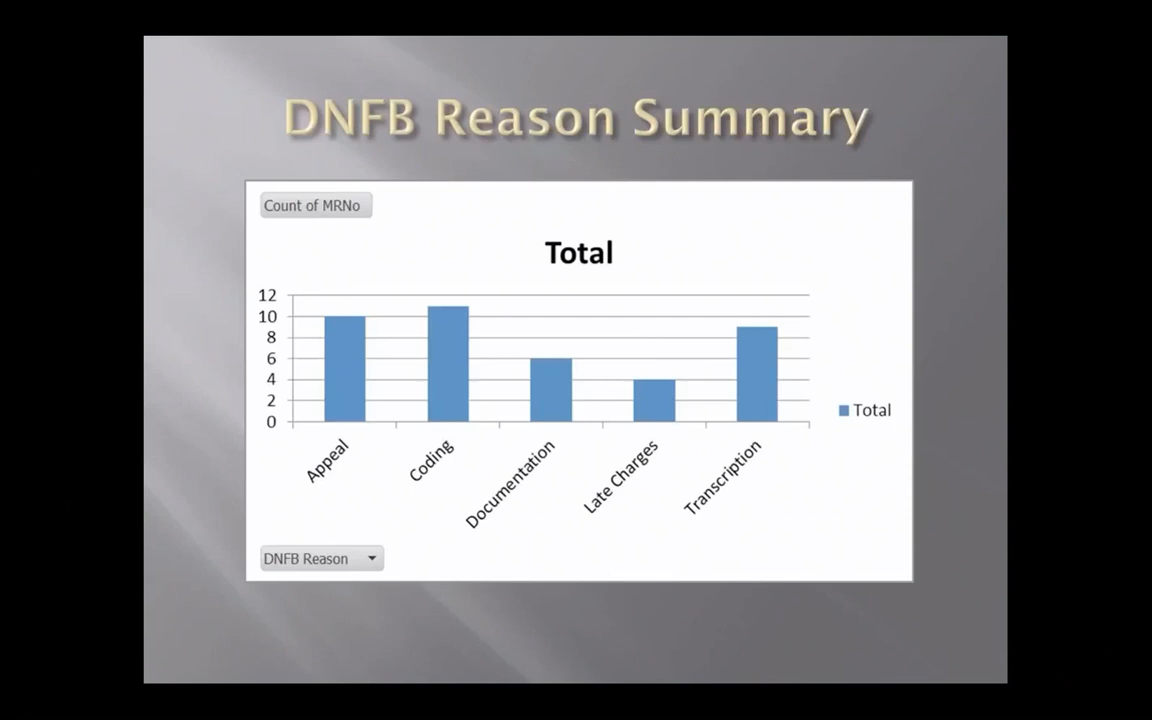 DNFB Reason Summary
Count of MRNo
Total
12
10
8
6
4
2
0
Total
Appeal
Coding
Documentation
Late Charges
Transcription
DNFB Reason